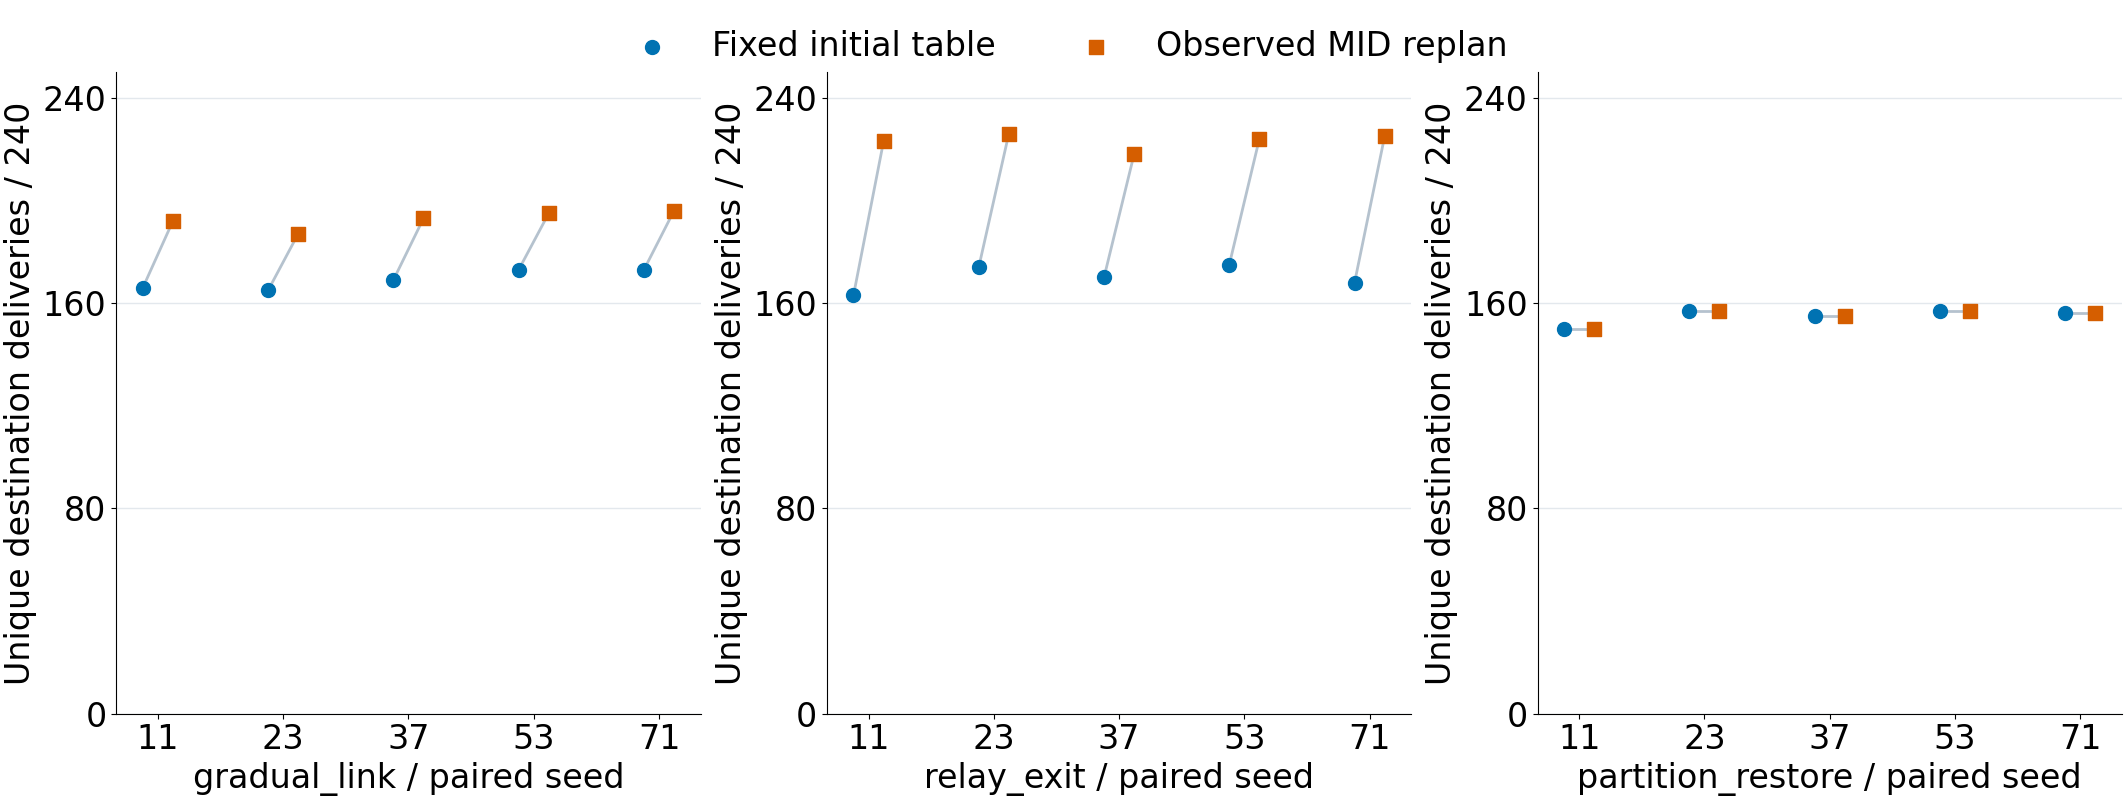 Fixed initial table
Observed MID replan
Unique destination deliveries / 240
240
160
80
0
11 23 37 53 71
gradual_link / paired seed
Unique destination deliveries / 240
240
160
80
0
11 23 37 53 71
relay_exit / paired seed
Unique destination deliveries / 240
240
160
80
0
11 23 37 53 71
partition_restore / paired seed